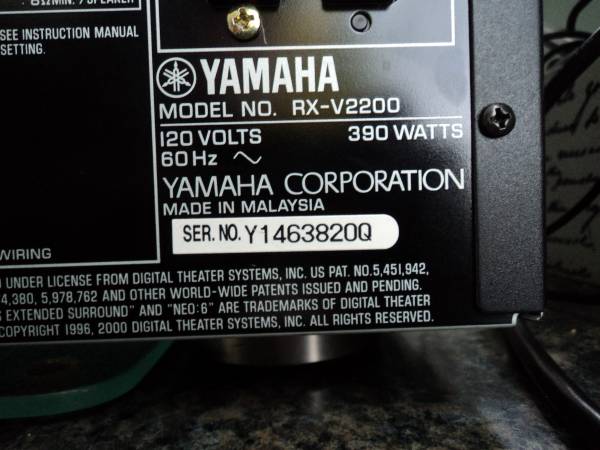 8ΩMIN. /SPEAKER
SEE INSTRUCTION MANUAL
SETTING.
YAMAHA
MODEL NO. RX-V2200
120 VOLTS 390 WATTS
60 Hz ~
YAMAHA CORPORATION
MADE IN MALAYSIA
SER. NO. Y1463820Q
WIRING
UNDER LICENSE FROM DIGITAL THEATER SYSTEMS, INC. US PAT. NO. 5,451,942,
4,380, 5,978,762 AND OTHER WORLD-WIDE PATENTS ISSUED AND PENDING.
S EXTENDED SURROUND" AND "NEO:6" ARE TRADEMARKS OF DIGITAL THEATER
COPYRIGHT 1996, 2000 DIGITAL THEATER SYSTEMS, INC. ALL RIGHTS RESERVED.